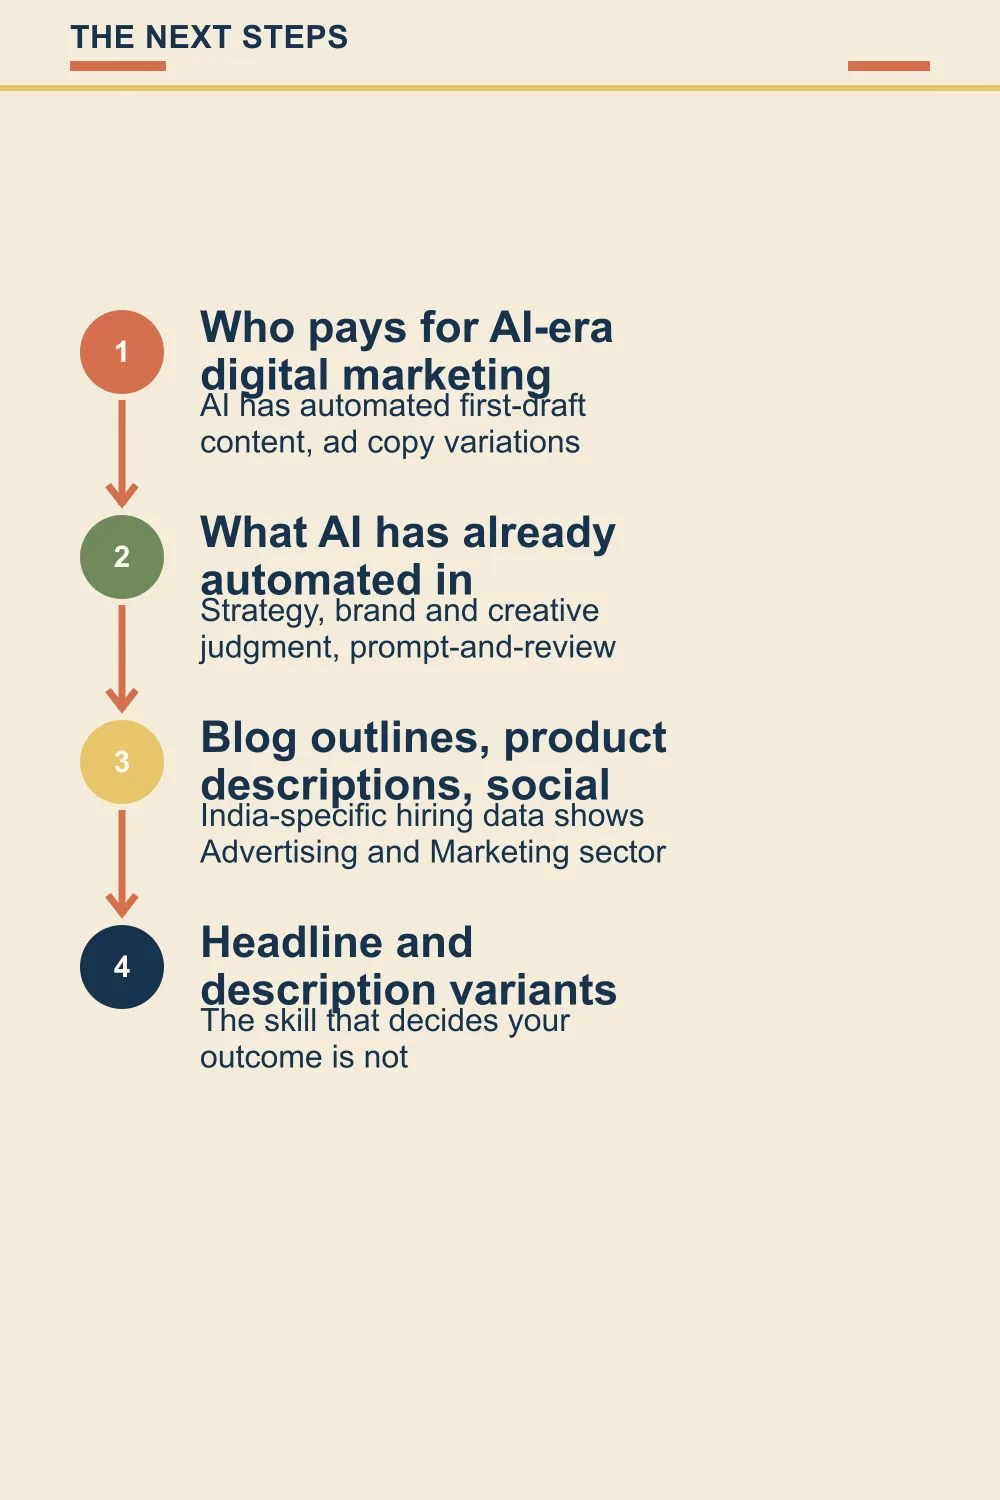 THE NEXT STEPS
1
Who pays for AI-era
digital marketing
AI has automated first-draft
content, ad copy variations
2
What AI has already
automated in
Strategy, brand and creative
judgment, prompt-and-review
3
Blog outlines, product
descriptions, social
India-specific hiring data shows
Advertising and Marketing sector
4
Headline and
description variants
The skill that decides your
outcome is not